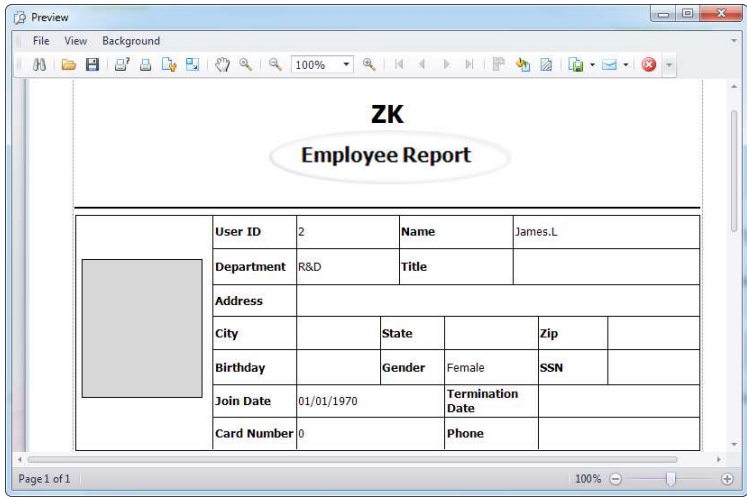 Preview
File View Background
100%
ZK
Employee Report
User ID 2 Name James.L
Department R&D Title
Address
City State Zip
Birthday Gender Female SSN
Join Date 01/01/1970 Termination Date
Card Number 0 Phone
Page 1 of 1 100%